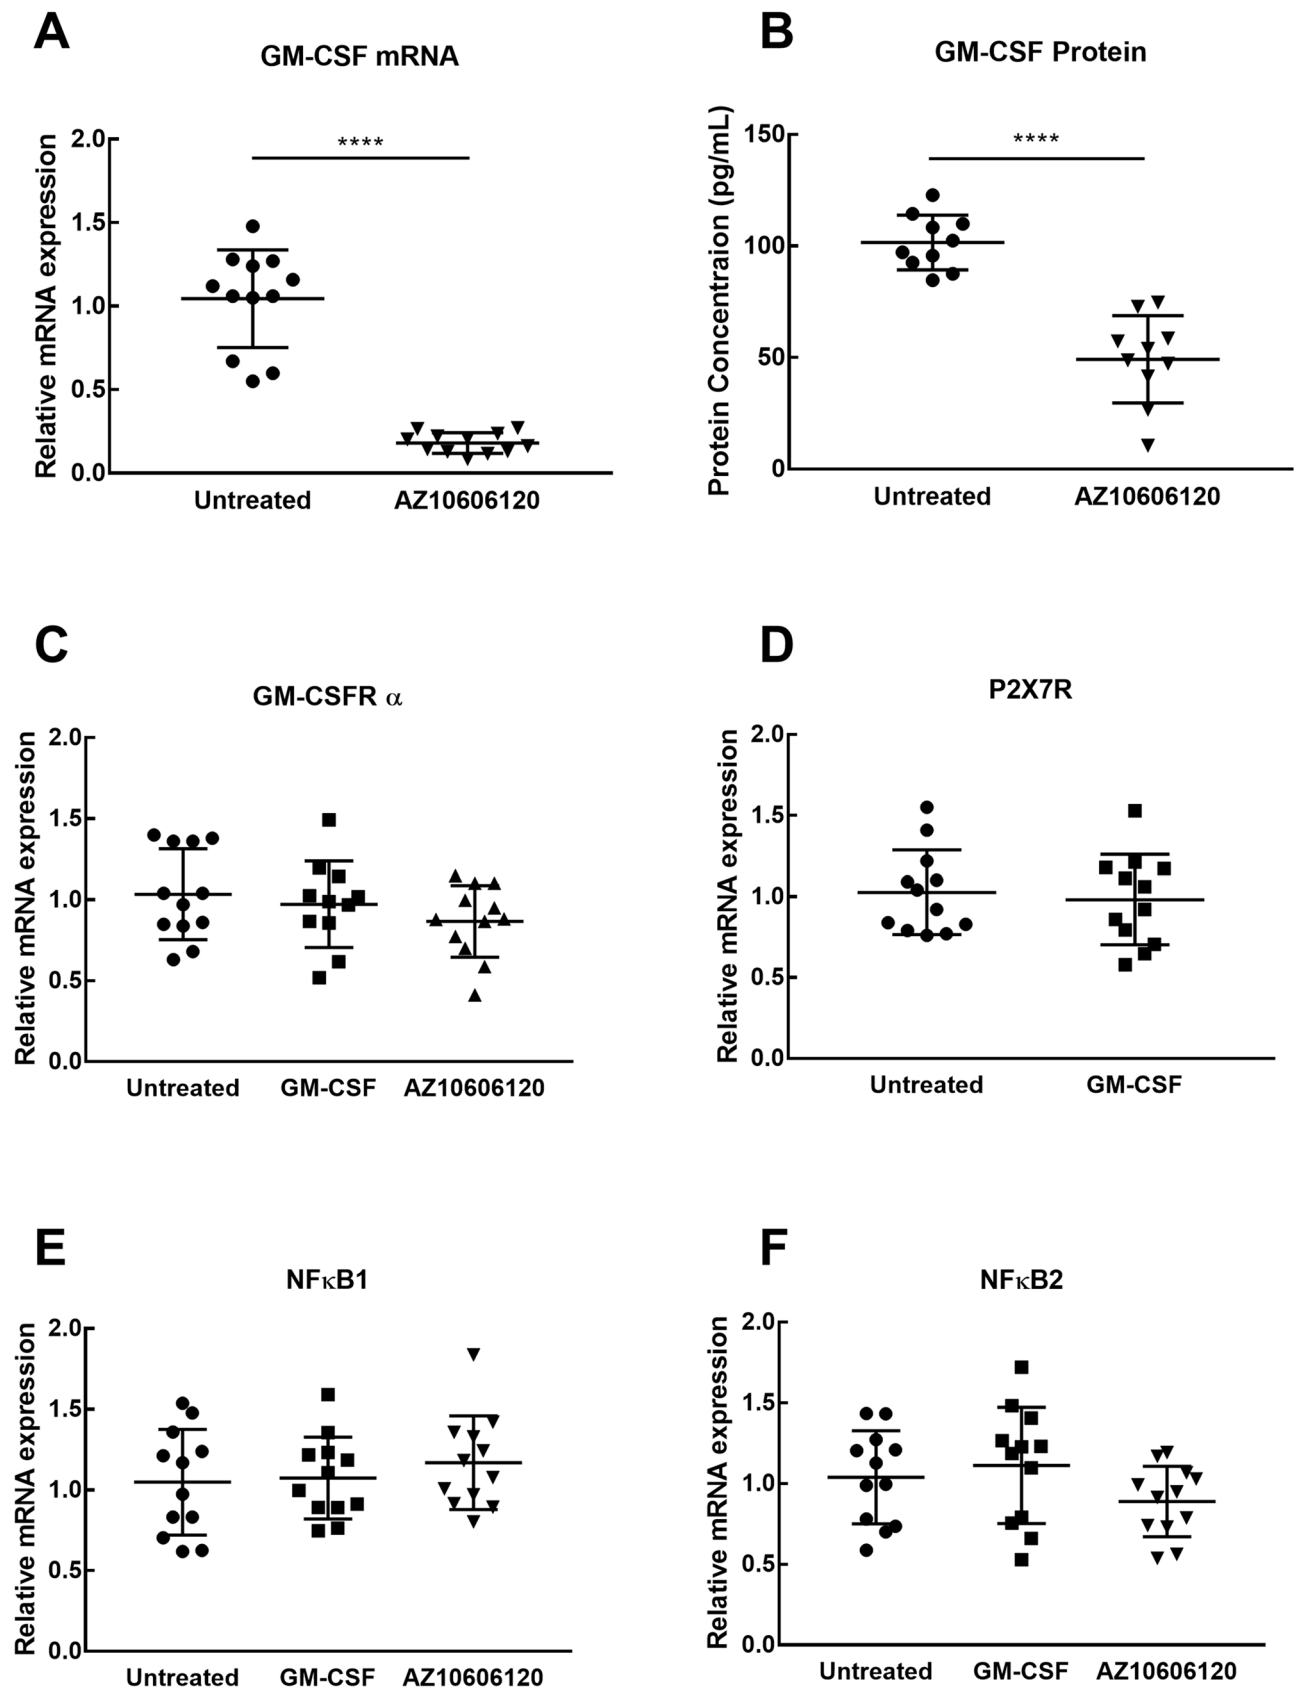 A
GM-CSF mRNA
Relative mRNA expression
2.0
1.5
1.0
0.5
0.0
****
Untreated
AZ10606120
B
GM-CSF Protein
Protein Concentraion (pg/mL)
150
100
50
0
****
Untreated
AZ10606120
C
GM-CSFR α
Relative mRNA expression
2.0
1.5
1.0
0.5
0.0
Untreated
GM-CSF
AZ10606120
D
P2X7R
Relative mRNA expression
2.0
1.5
1.0
0.5
0.0
Untreated
GM-CSF
E
NFκB1
Relative mRNA expression
2.0
1.5
1.0
0.5
0.0
Untreated
GM-CSF
AZ10606120
F
NFκB2
Relative mRNA expression
2.0
1.5
1.0
0.5
0.0
Untreated
GM-CSF
AZ10606120